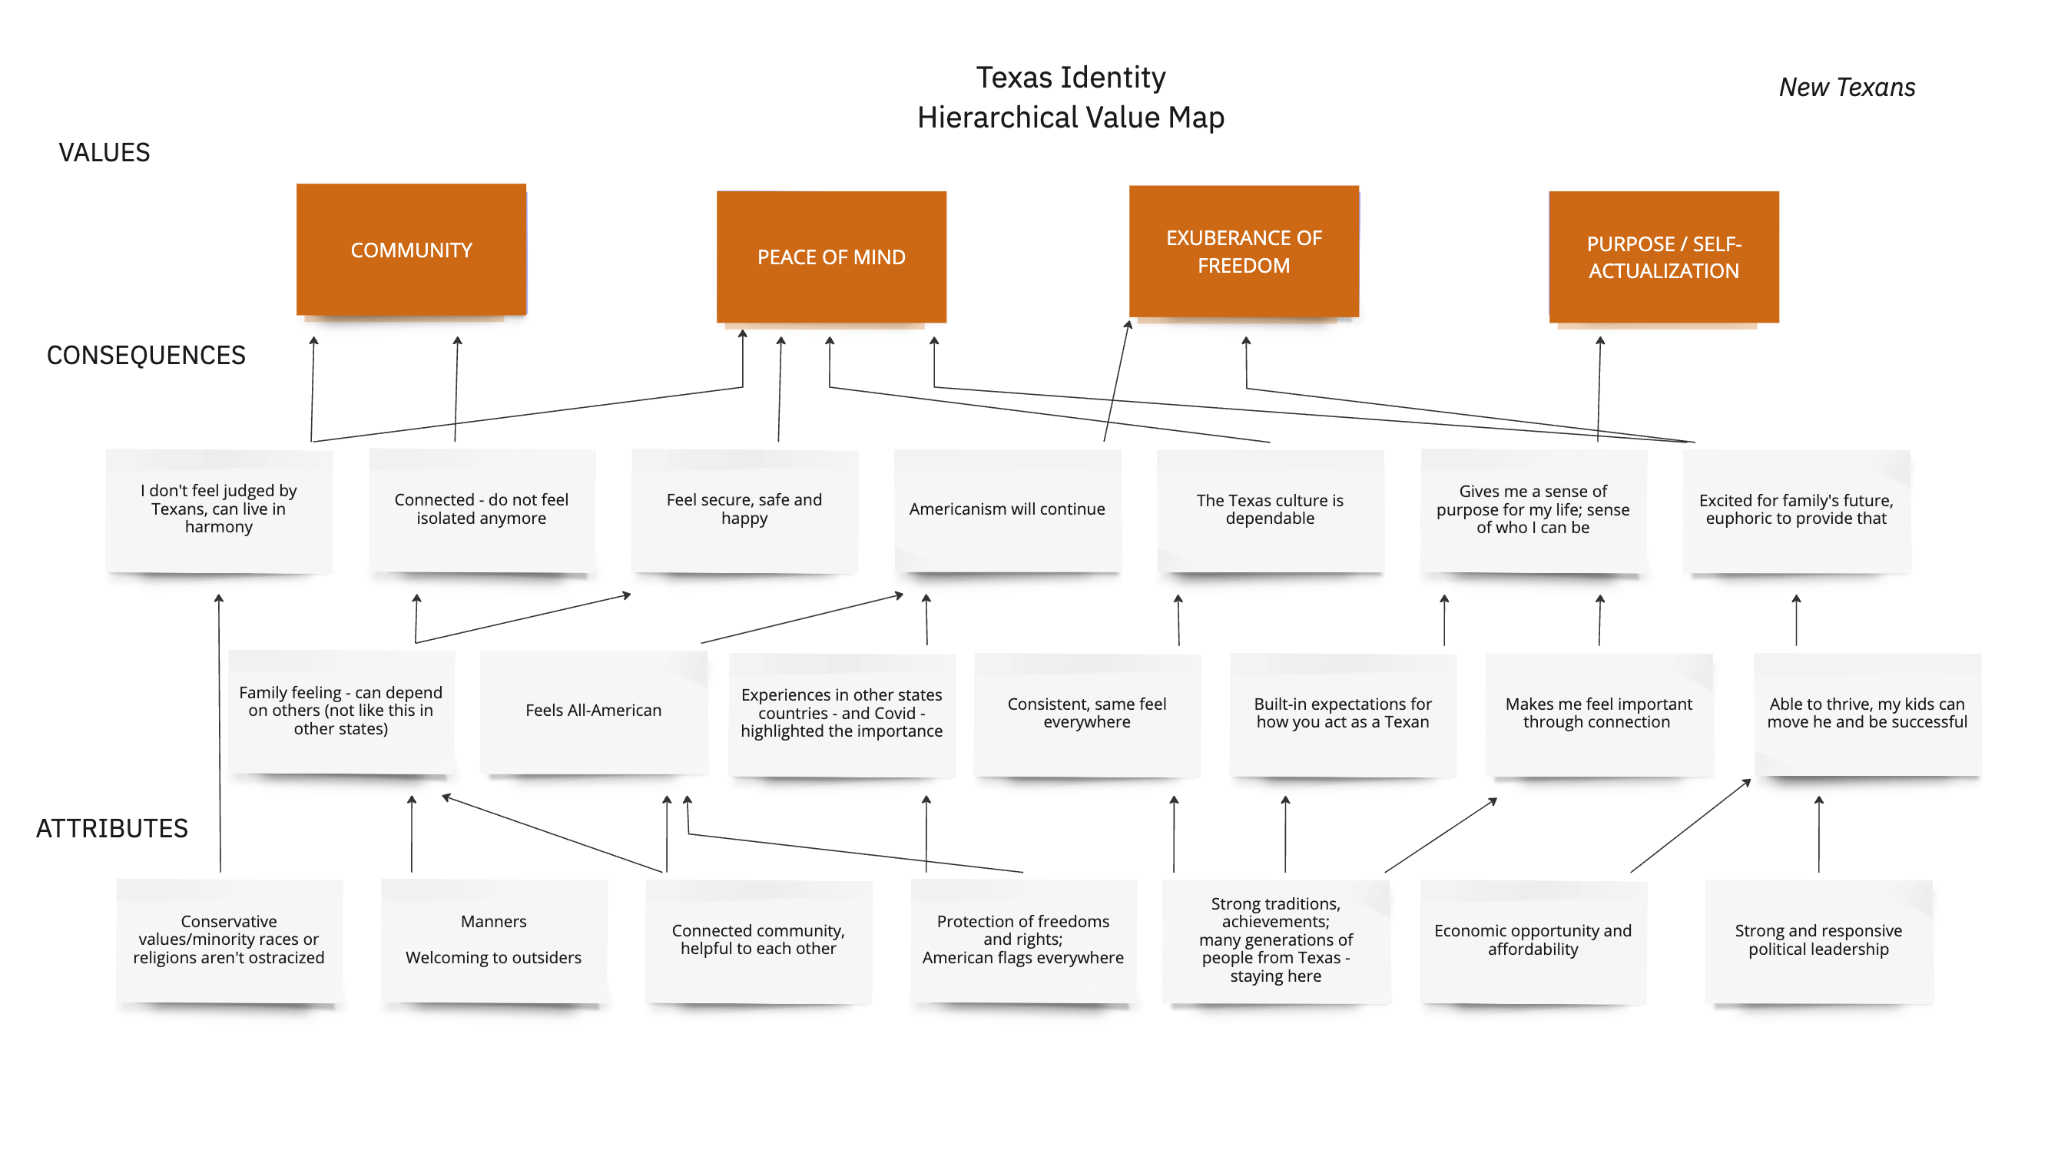 Texas Identity
Hierarchical Value Map
New Texans
VALUES
COMMUNITY
PEACE OF MIND
EXUBERANCE OF
FREEDOM
PURPOSE / SELF-
ACTUALIZATION
CONSEQUENCES
I don't feel judged by
Texans, can live in
harmony
Connected - do not feel
isolated anymore
Feel secure, safe and
happy
Americanism will continue
The Texas culture is
dependable
Gives me a sense of
purpose for my life; sense
of who I can be
Excited for family's future,
euphoric to provide that
Family feeling - can depend
on others (not like this in
other states)
Feels All-American
Experiences in other states
countries - and Covid -
highlighted the importance
Consistent, same feel
everywhere
Built-in expectations for
how you act as a Texan
Makes me feel important
through connection
Able to thrive, my kids can
move he and be successful
ATTRIBUTES
Conservative
values/minority races or
religions aren't ostracized
Manners
Welcoming to outsiders
Connected community,
helpful to each other
Protection of freedoms
and rights;
American flags everywhere
Strong traditions,
achievements;
many generations of
people from Texas -
staying here
Economic opportunity and
affordability
Strong and responsive
political leadership